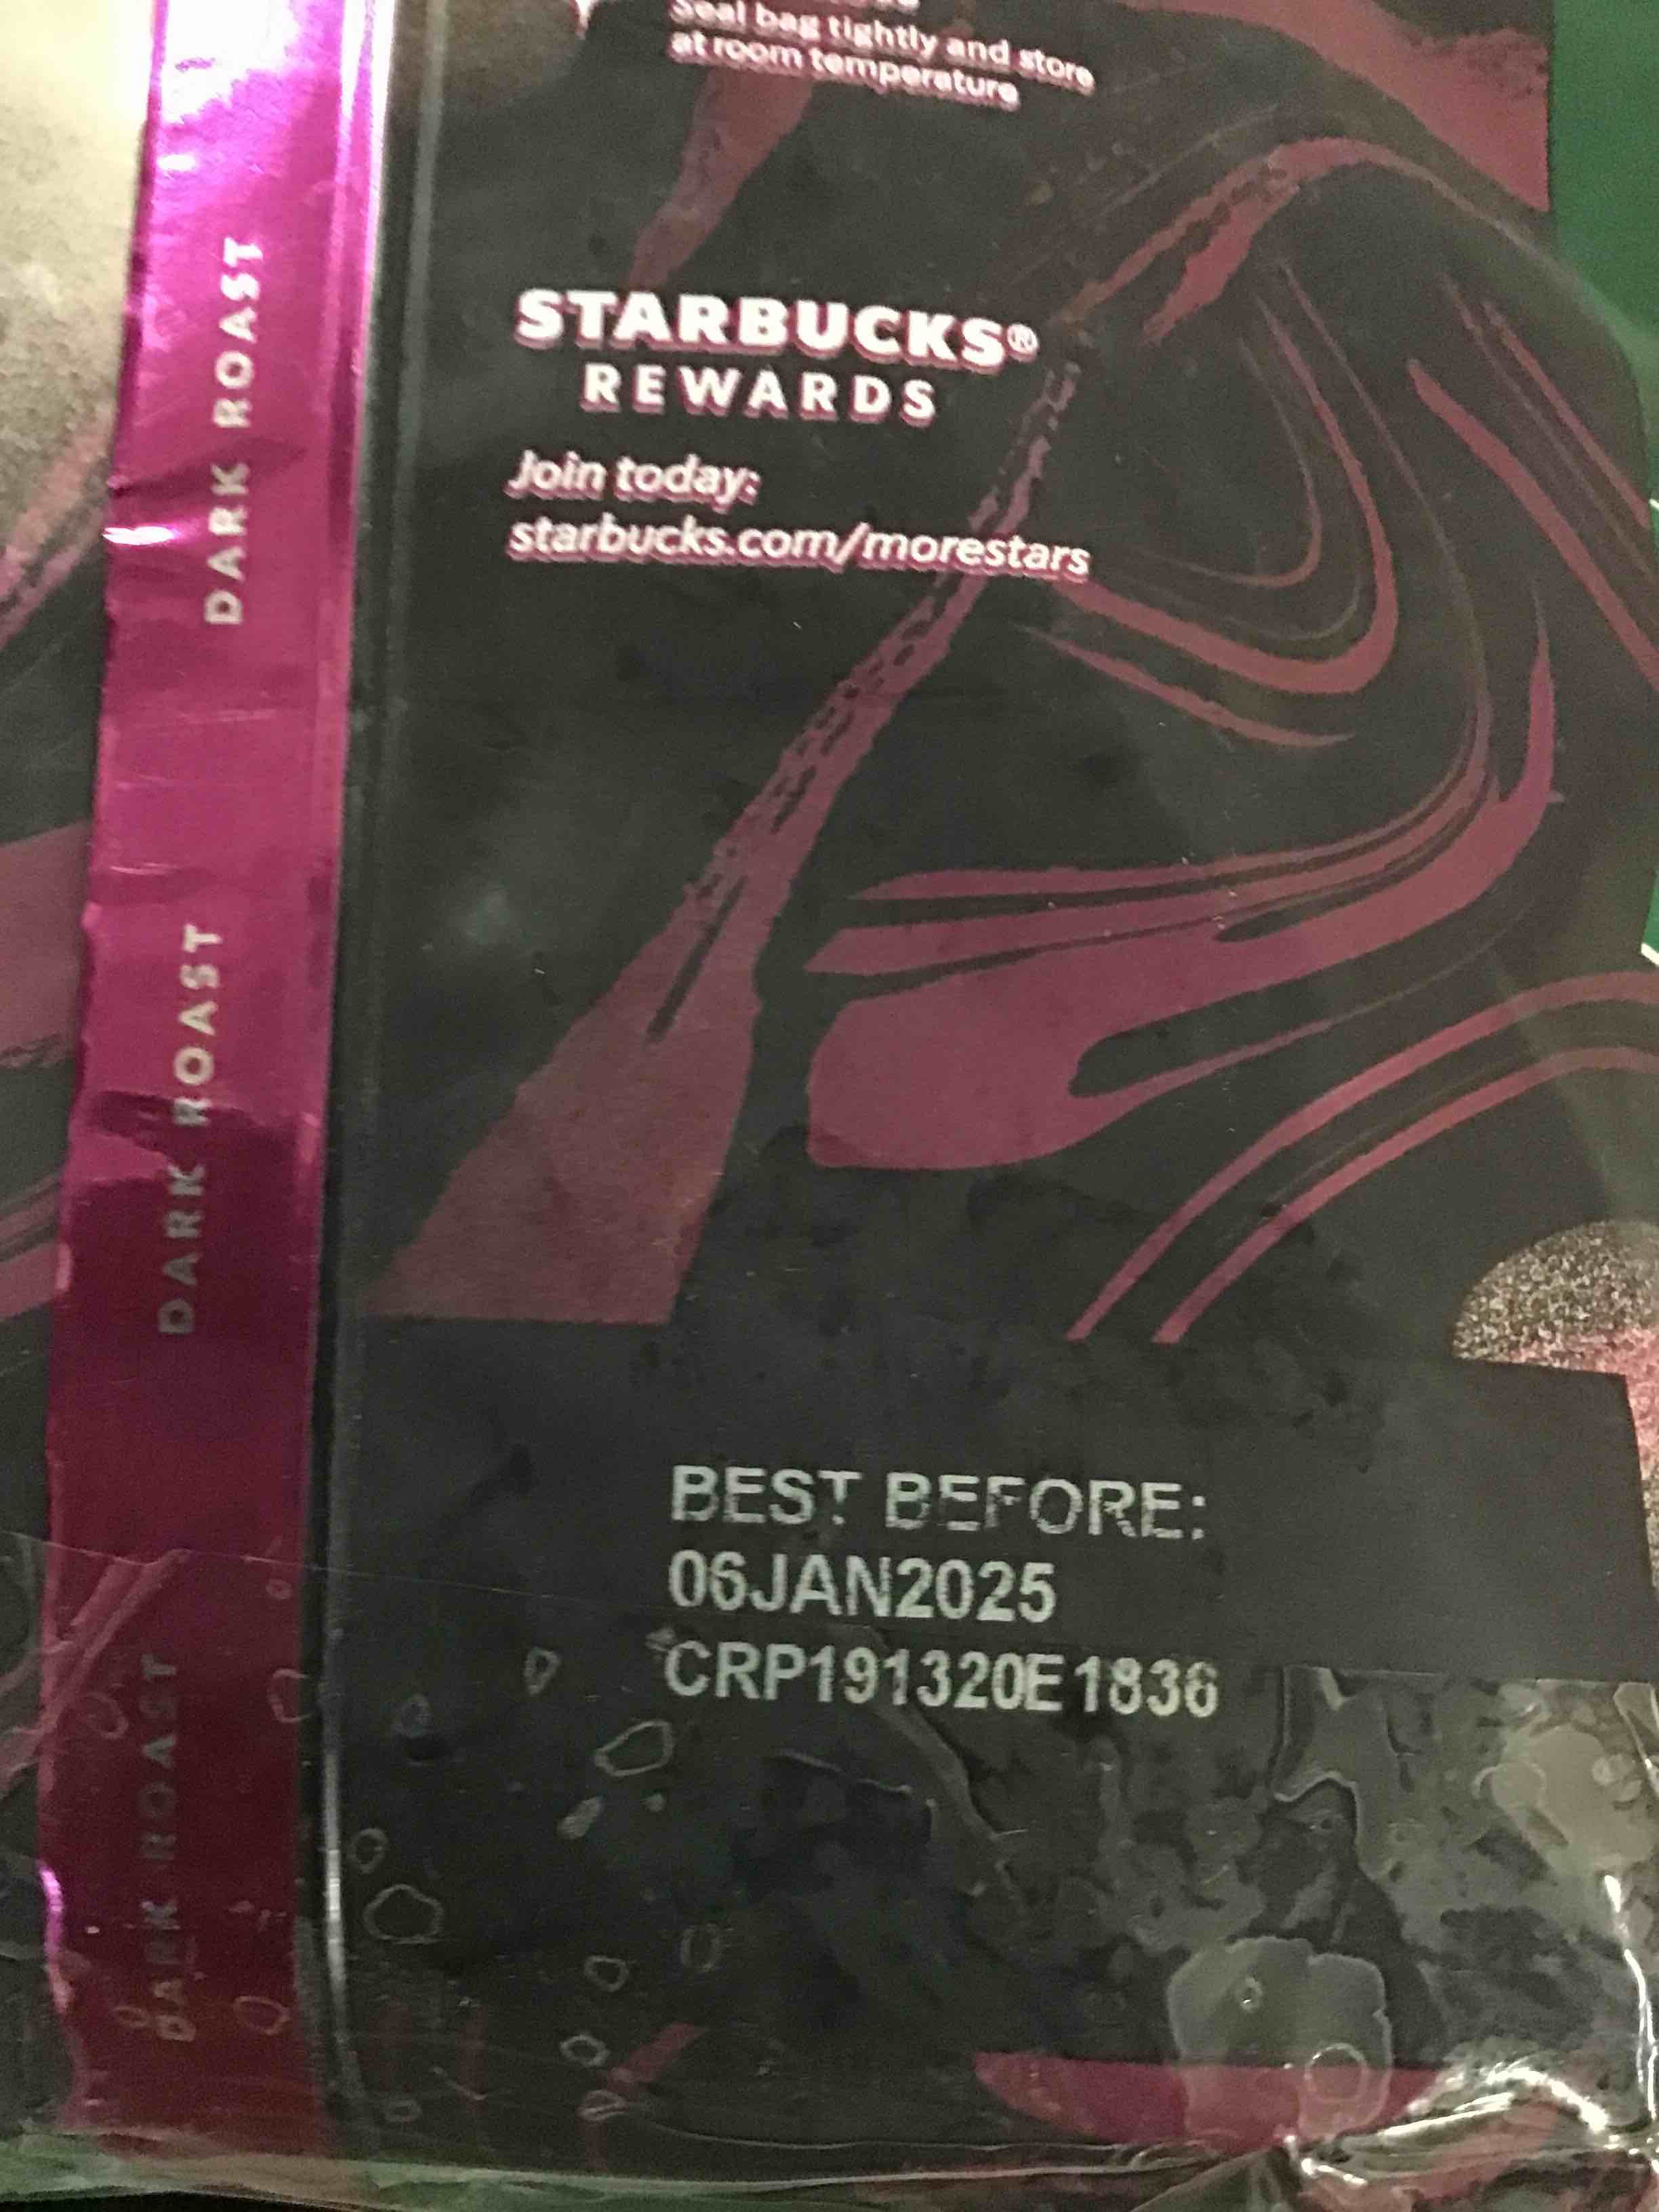 Seal bag tightly and store
at room temperature
STARBUCKS®
REWARDS
Join today:
starbucks.com/morestars
DARK ROAST
DARK ROAST
DARK ROAST
BEST BEFORE:
06JAN2025
CRP191320E1836